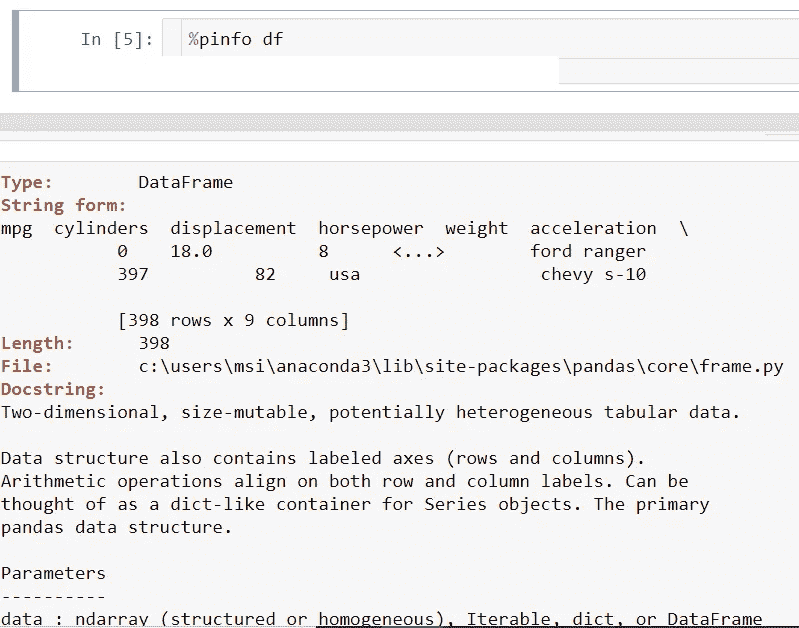 In [5]: %pinfo df
Type: DataFrame
String form:
mpg cylinders displacement horsepower weight acceleration \
0 18.0 8 <...> ford ranger
397 82 usa chevy s-10
[398 rows x 9 columns]
Length: 398
File: c:\users\msi\anaconda3\lib\site-packages\pandas\core\frame.py
Docstring:
Two-dimensional, size-mutable, potentially heterogeneous tabular data.
Data structure also contains labeled axes (rows and columns).
Arithmetic operations align on both row and column labels. Can be
thought of as a dict-like container for Series objects. The primary
pandas data structure.
Parameters
----------
data : ndarray (structured or homogeneous), Iterable, dict, or DataFrame